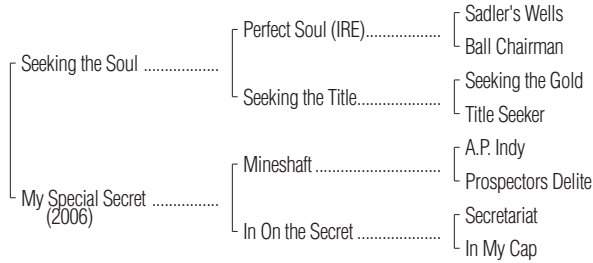 Sadler's Wells
Perfect Soul (IRE)..................
Ball Chairman
Seeking the Soul ..................
Seeking the Gold
Seeking the Title....................
Title Seeker
A.P. Indy
Mineshaft ..............................
Prospectors Delite
My Special Secret ................
(2006)
Secretariat
In On the Secret ....................
In My Cap